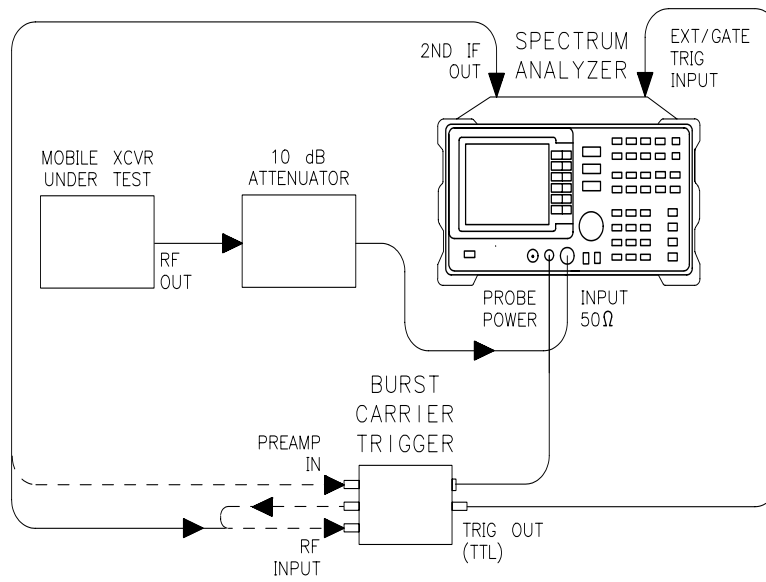 2ND IF
OUT
SPECTRUM
ANALYZER
EXT/GATE
TRIG
INPUT
MOBILE XCVR
UNDER TEST
10 dB
ATTENUATOR
RF
OUT
PROBE
POWER
INPUT
50Ω
BURST
CARRIER
TRIGGER
PREAMP
IN
RF
INPUT
TRIG OUT
(TTL)